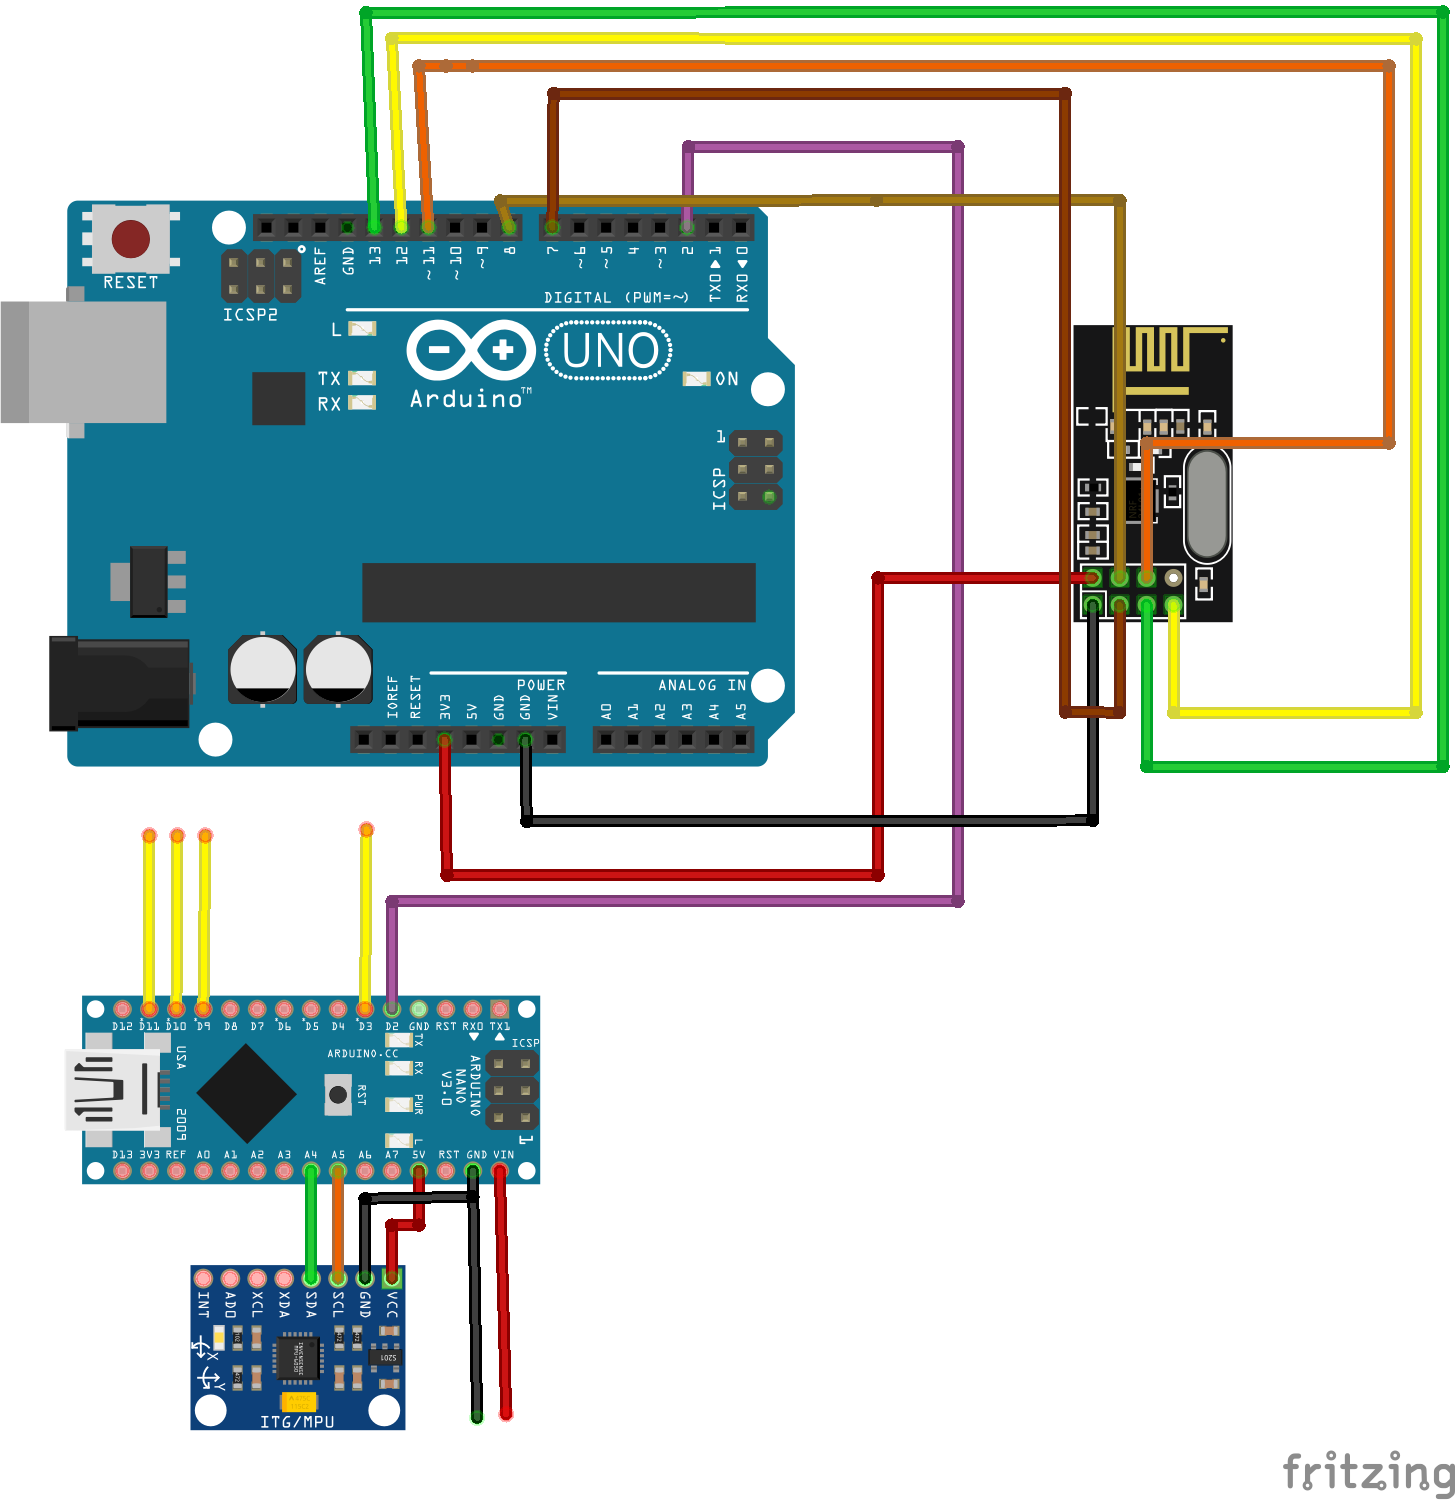 RESET
ICSP2
AREF
GND
13
12
~11
~10
~9
8
7
~6
~5
4
~3
2
TX0▶1
RX0◀0
DIGITAL (PWM=~)
L
TX
RX
UNO
Arduino™
ON
1
ICSP
IOREF
RESET
3V3
5V
GND
GND
VIN
POWER
ANALOG IN
A0
A1
A2
A3
A4
A5
D12
D11
D10
D9
D8
D7
D6
D5
D4
D3
D2
GND
RST
RX0
TX1
ARDUINO.CC
USA
2009
RST
TX
RX
PWR
L
ARDUINO
NANO
V3.0
ICSP
1
D13
3V3
REF
A0
A1
A2
A3
A4
A5
A6
A7
5V
RST
GND
VIN
INT
AD0
XCL
XDA
SDA
SCL
GND
VCC
X
Y
ITG/MPU
fritzing